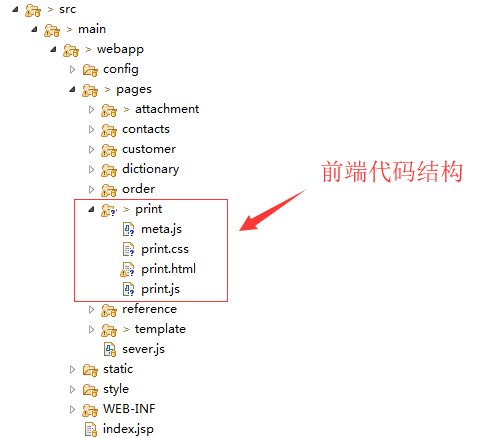 > src
> main
> webapp
config
> pages
> attachment
contacts
customer
dictionary
order
前端代码结构
> print
meta.js
print.css
print.html
print.js
reference
> template
sever.js
static
style
WEB-INF
index.jsp